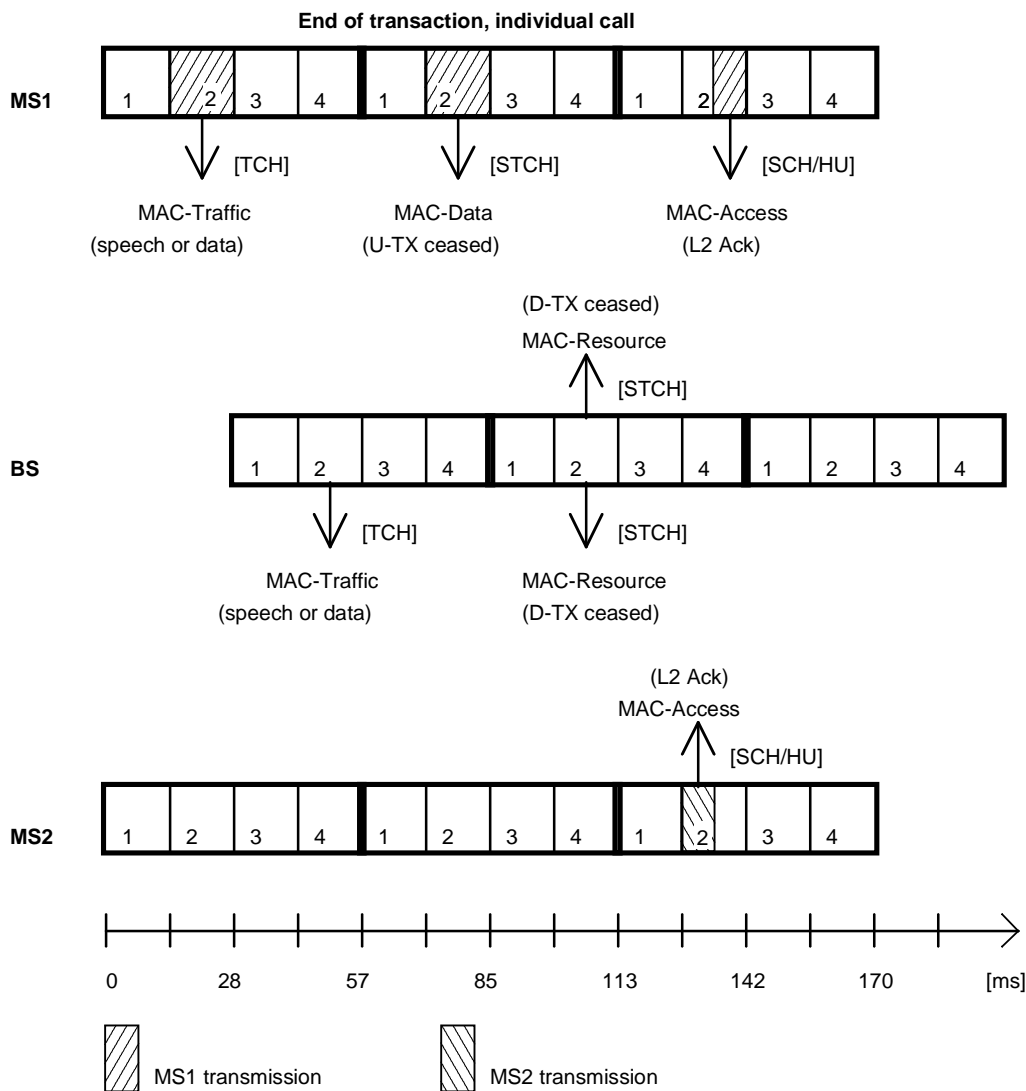 End of transaction, individual call
MS1
1 2 3 4 1 2 3 4 1 2 3 4
[TCH] [STCH] [SCH/HU]
MAC-Traffic MAC-Data MAC-Access
(speech or data) (U-TX ceased) (L2 Ack)
(D-TX ceased)
MAC-Resource
[STCH]
BS
1 2 3 4 1 2 3 4 1 2 3 4
[TCH] [STCH]
MAC-Traffic MAC-Resource
(speech or data) (D-TX ceased)
(L2 Ack)
MAC-Access
[SCH/HU]
MS2
1 2 3 4 1 2 3 4 1 2 3 4
0 28 57 85 113 142 170 [ms]
MS1 transmission MS2 transmission